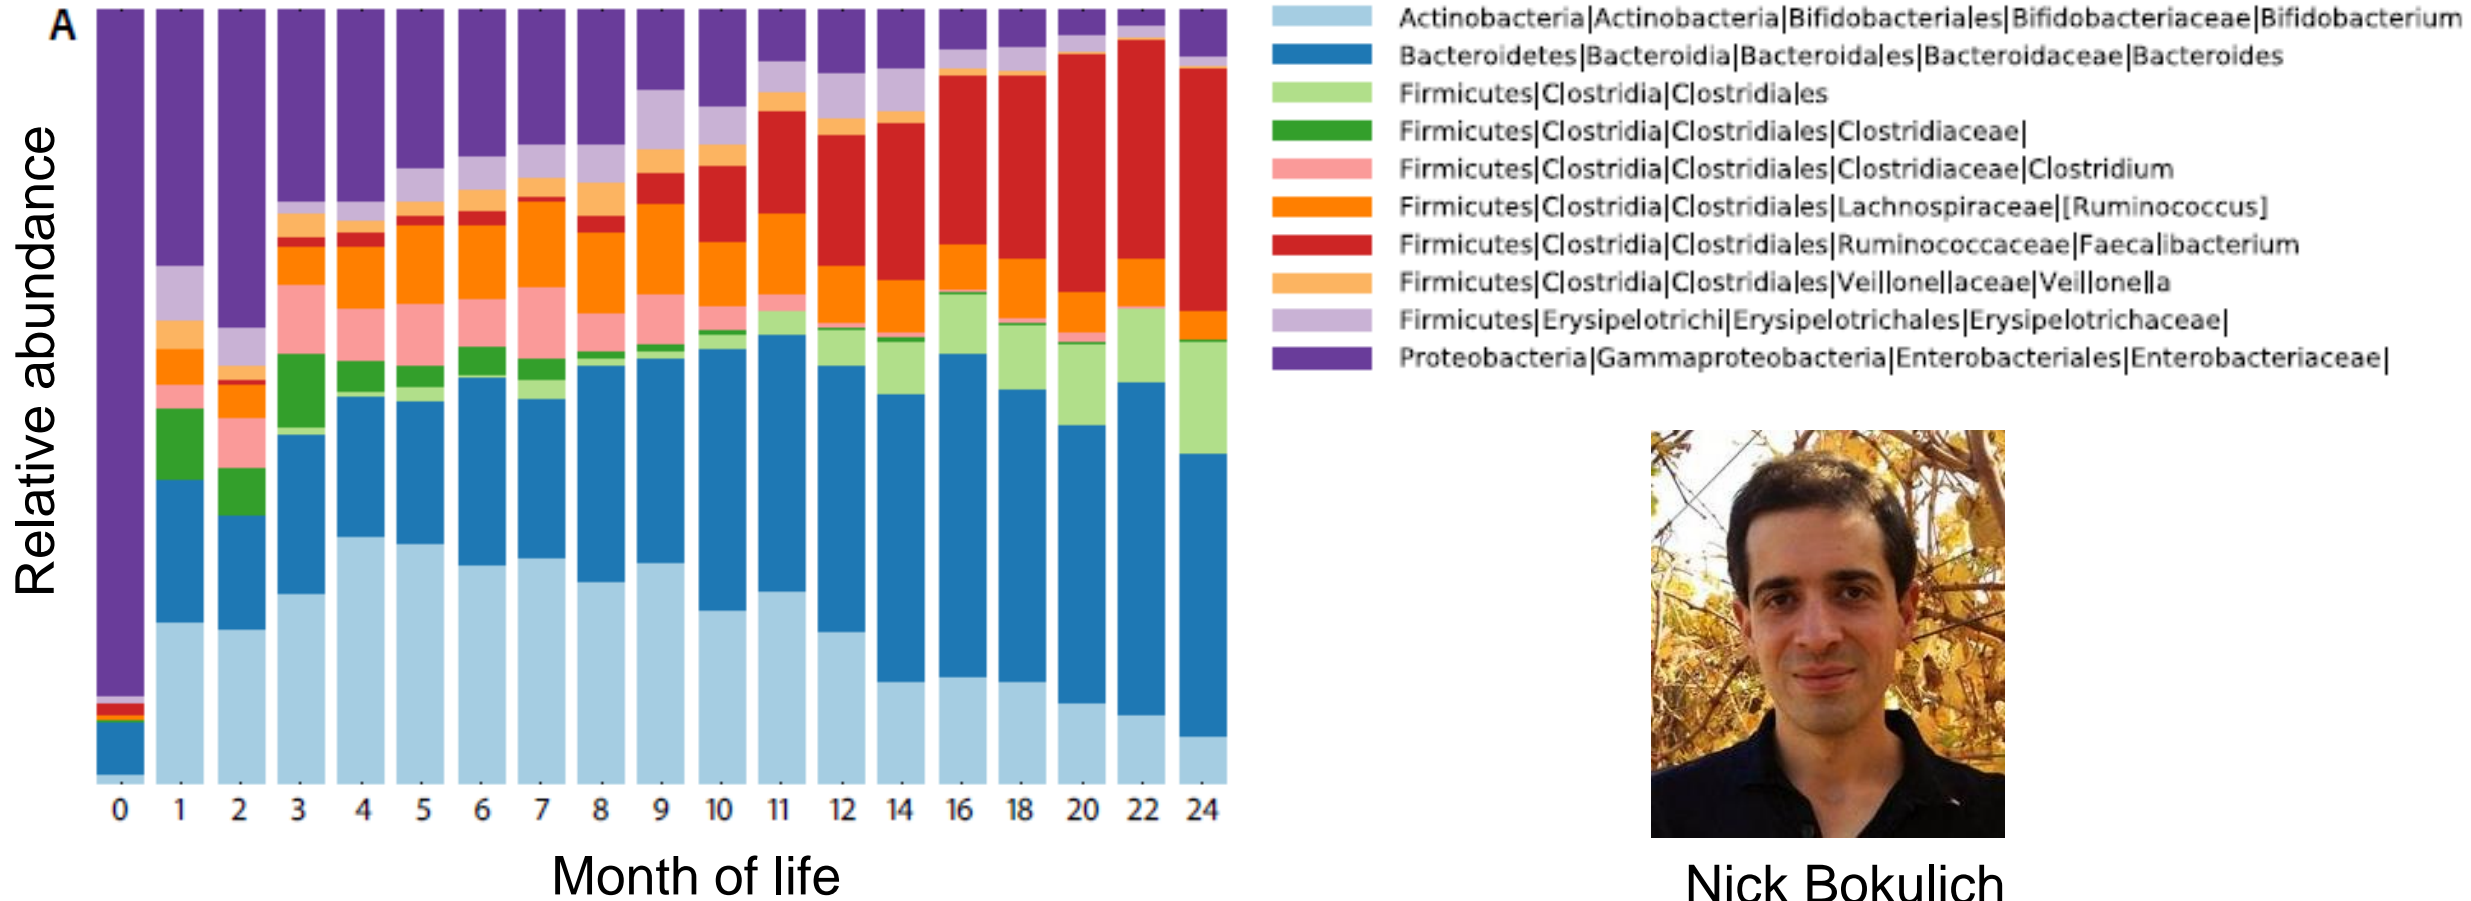 A
Relative abundance
0 1 2 3 4 5 6 7 8 9 10 11 12 14 16 18 20 22 24
Month of life
Actinobacteria|Actinobacteria|Bifidobacteriales|Bifidobacteriaceae|Bifidobacterium
Bacteroidetes|Bacteroidia|Bacteroidales|Bacteroidaceae|Bacteroides
Firmicutes|Clostridia|Clostridiales
Firmicutes|Clostridia|Clostridiales|Clostridiaceae|
Firmicutes|Clostridia|Clostridiales|Clostridiaceae|Clostridium
Firmicutes|Clostridia|Clostridiales|Lachnospiraceae|[Ruminococcus]
Firmicutes|Clostridia|Clostridiales|Ruminococcaceae|Faecalibacterium
Firmicutes|Clostridia|Clostridiales|Veillonellaceae|Veillonella
Firmicutes|Erysipelotrichi|Erysipelotrichales|Erysipelotrichaceae|
Proteobacteria|Gammaproteobacteria|Enterobacteriales|Enterobacteriaceae|
Nick Bokulich